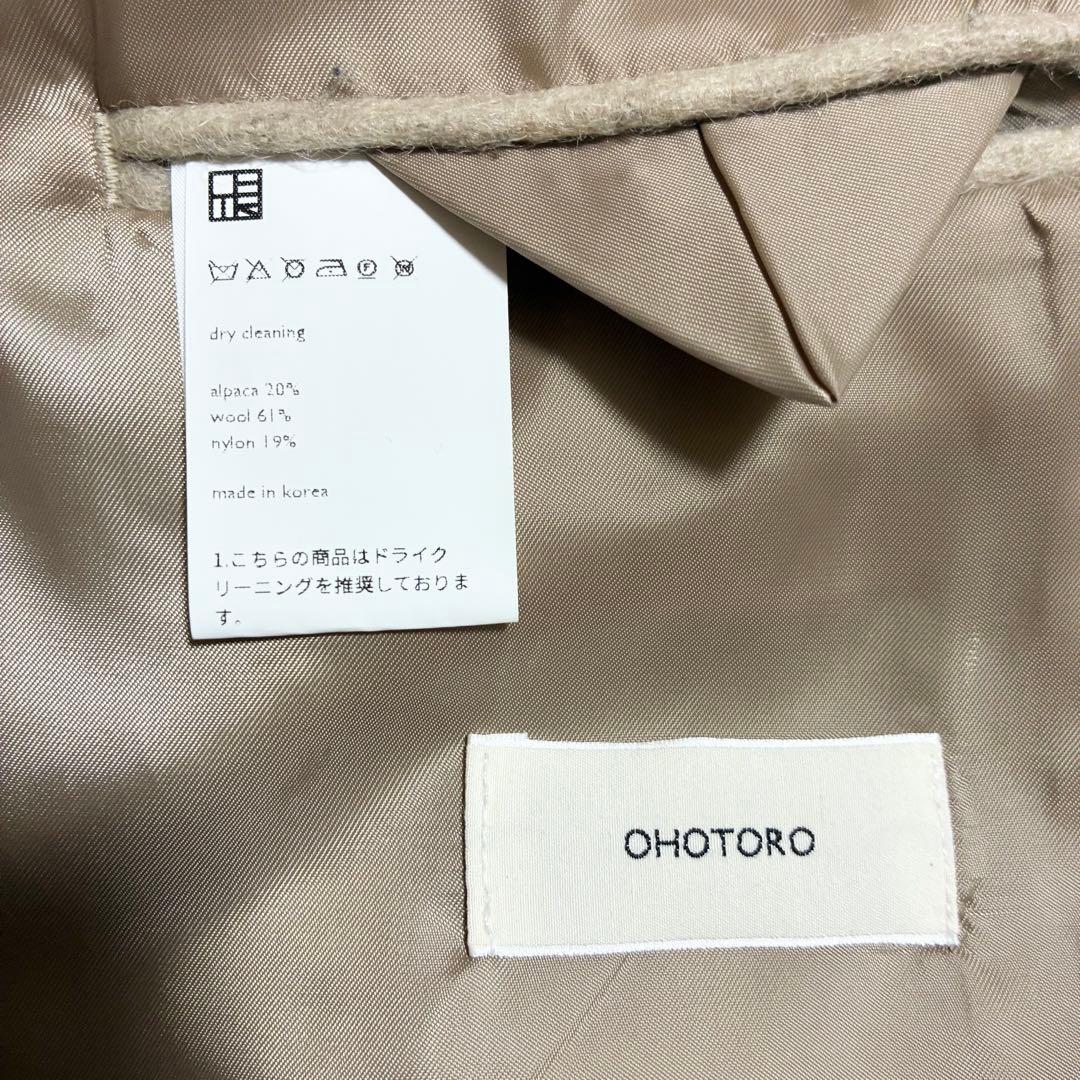 dry cleaning
alpaca 20%
wool 61%
nylon 19%
made in korea
1.こちらの商品はドライク
リーニングを推奨しておりま
す。
OHOTORO